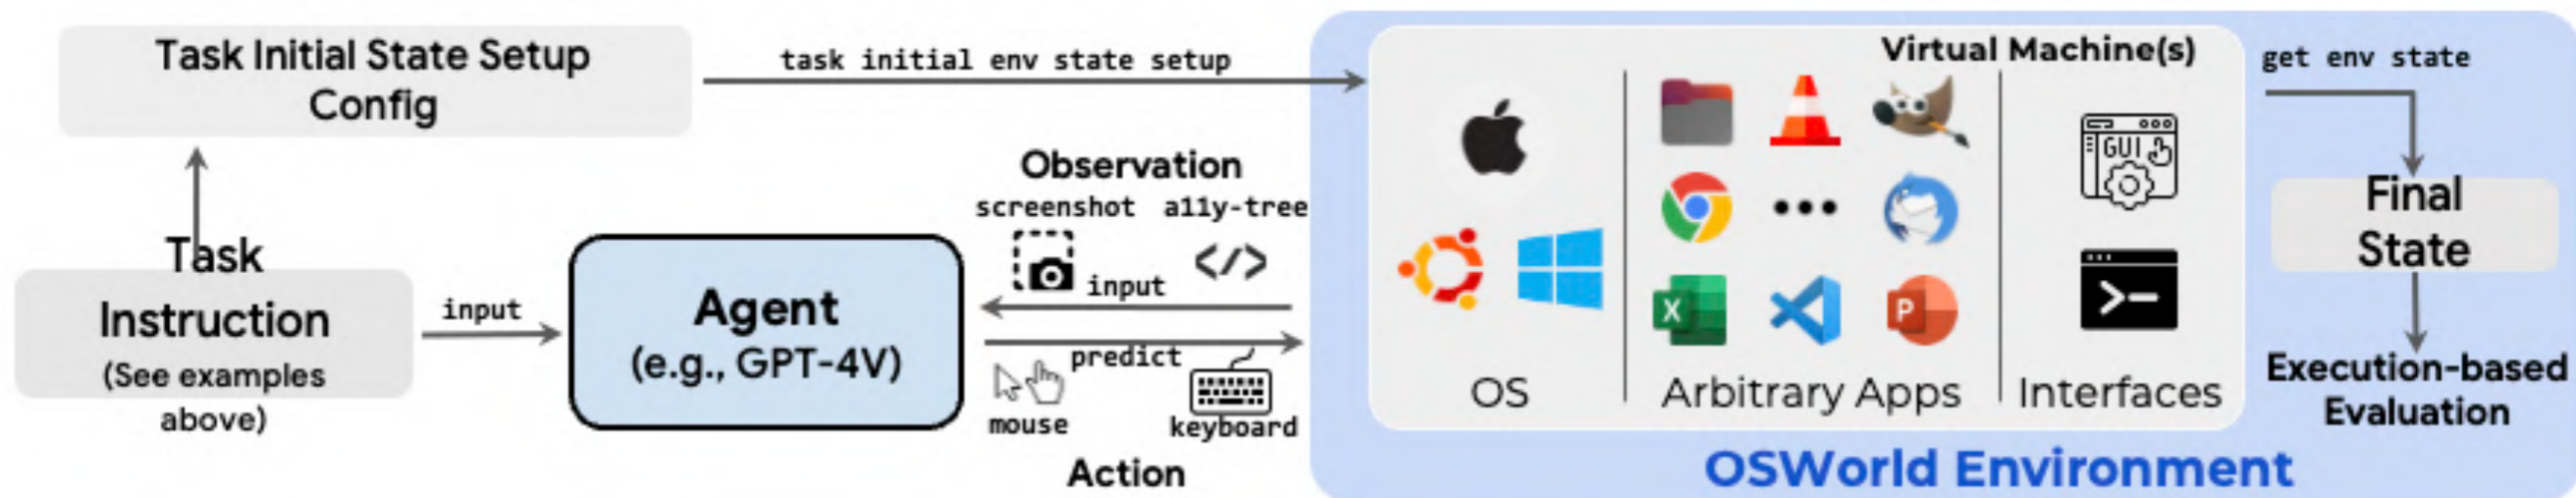 Task Initial State Setup
Config
task initial env state setup
Virtual Machine(s)
get env state
Observation
screenshot a11y-tree
</>
input
GUI
Final
State
Task
Instruction
(See examples
above)
input
Agent
(e.g., GPT-4V)
predict
mouse
keyboard
Action
X
P
>-
OS
Arbitrary Apps
Interfaces
Execution-based
Evaluation
OSWorld Environment